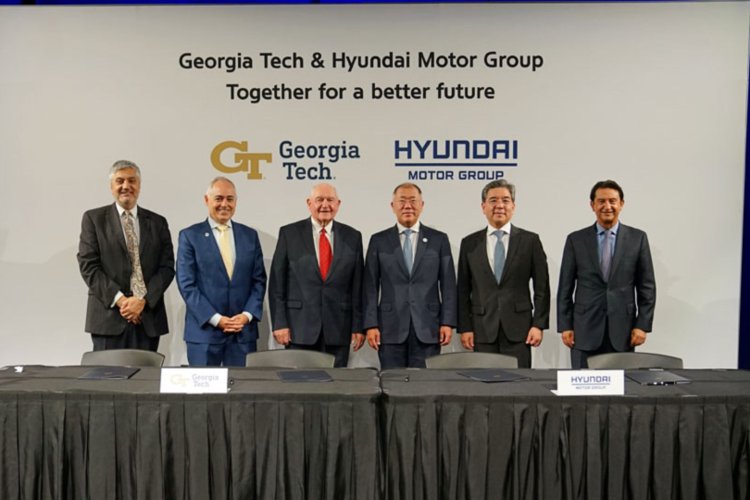 Georgia Tech & Hyundai Motor Group
Together for a better future
GT Georgia
Tech
HYUNDAI
MOTOR GROUP
GT Georgia
Tech
HYUNDAI
MOTOR GROUP